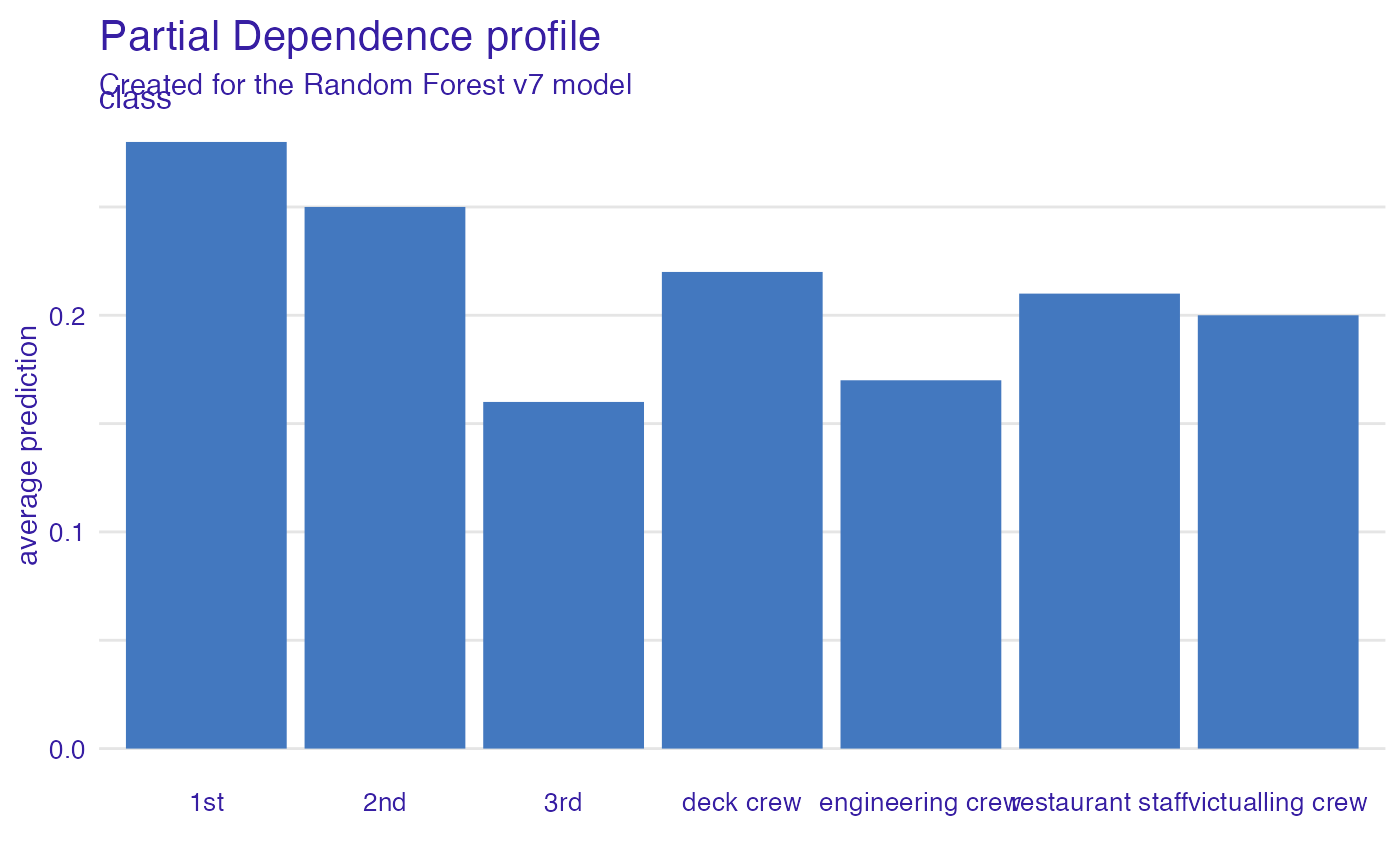 Partial Dependence profile
Created for the Random Forest v7 model
class
average prediction
0.2
0.1
0.0
1st 2nd 3rd deck crew engineering crew restaurant staff victualling crew